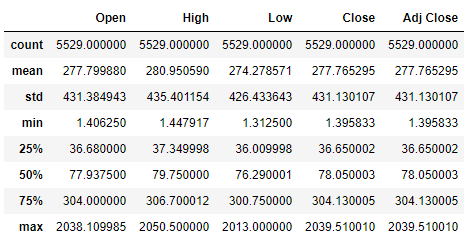 Open High Low Close Adj Close
count 5529.000000 5529.000000 5529.000000 5529.000000 5529.000000
mean 277.799880 280.950590 274.278571 277.765295 277.765295
std 431.384943 435.401154 426.433643 431.130107 431.130107
min 1.406250 1.447917 1.312500 1.395833 1.395833
25% 36.680000 37.349998 36.009998 36.650002 36.650002
50% 77.937500 79.750000 76.290001 78.050003 78.050003
75% 304.000000 306.700012 300.750000 304.130005 304.130005
max 2038.109985 2050.500000 2013.000000 2039.510010 2039.510010